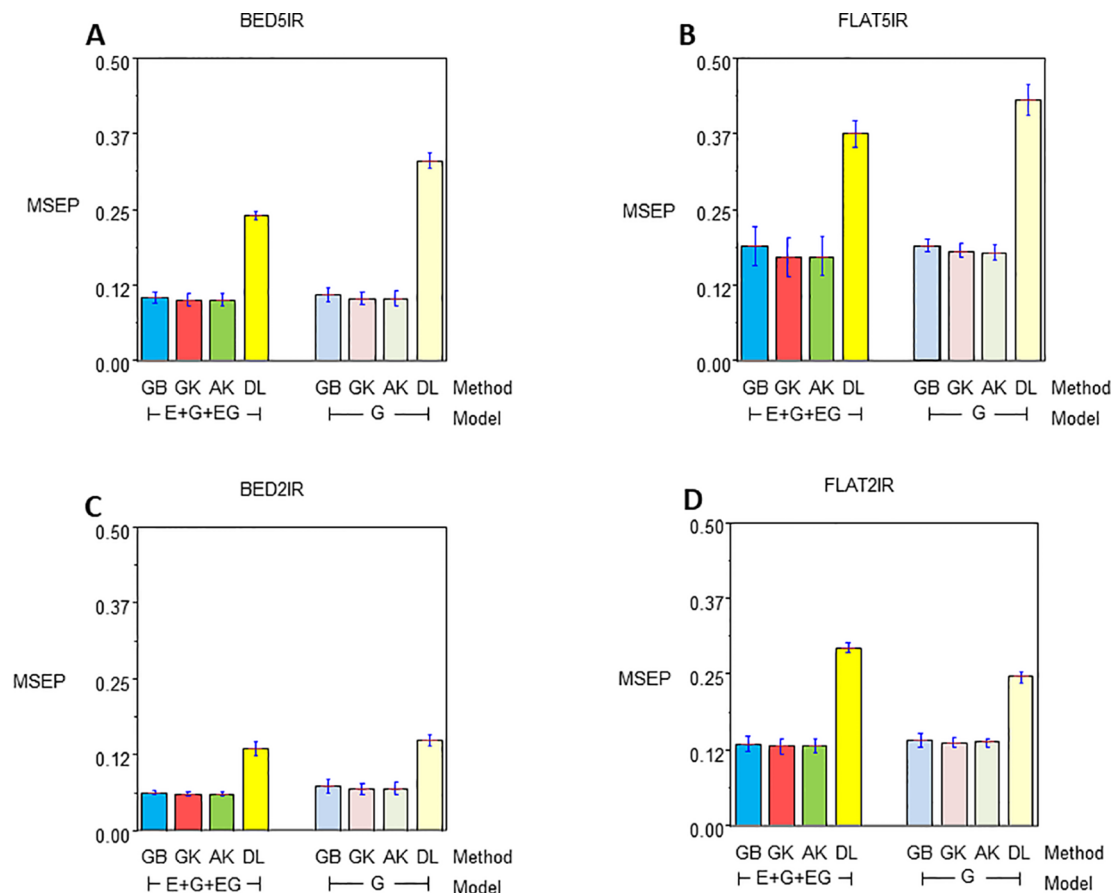 A
BED5IR
0.50
0.37
MSEP
0.25
0.12
0.00
GB GK AK DL GB GK AK DL Method
E+G+EG G Model
B
FLAT5IR
0.50
0.37
MSEP
0.25
0.12
0.00
GB GK AK DL GB GK AK DL Method
E+G+EG G Model
C
BED2IR
0.50
0.37
MSEP
0.25
0.12
0.00
GB GK AK DL GB GK AK DL Method
E+G+EG G Model
D
FLAT2IR
0.50
0.37
MSEP
0.25
0.12
0.00
GB GK AK DL GB GK AK DL Method
E+G+EG G Model